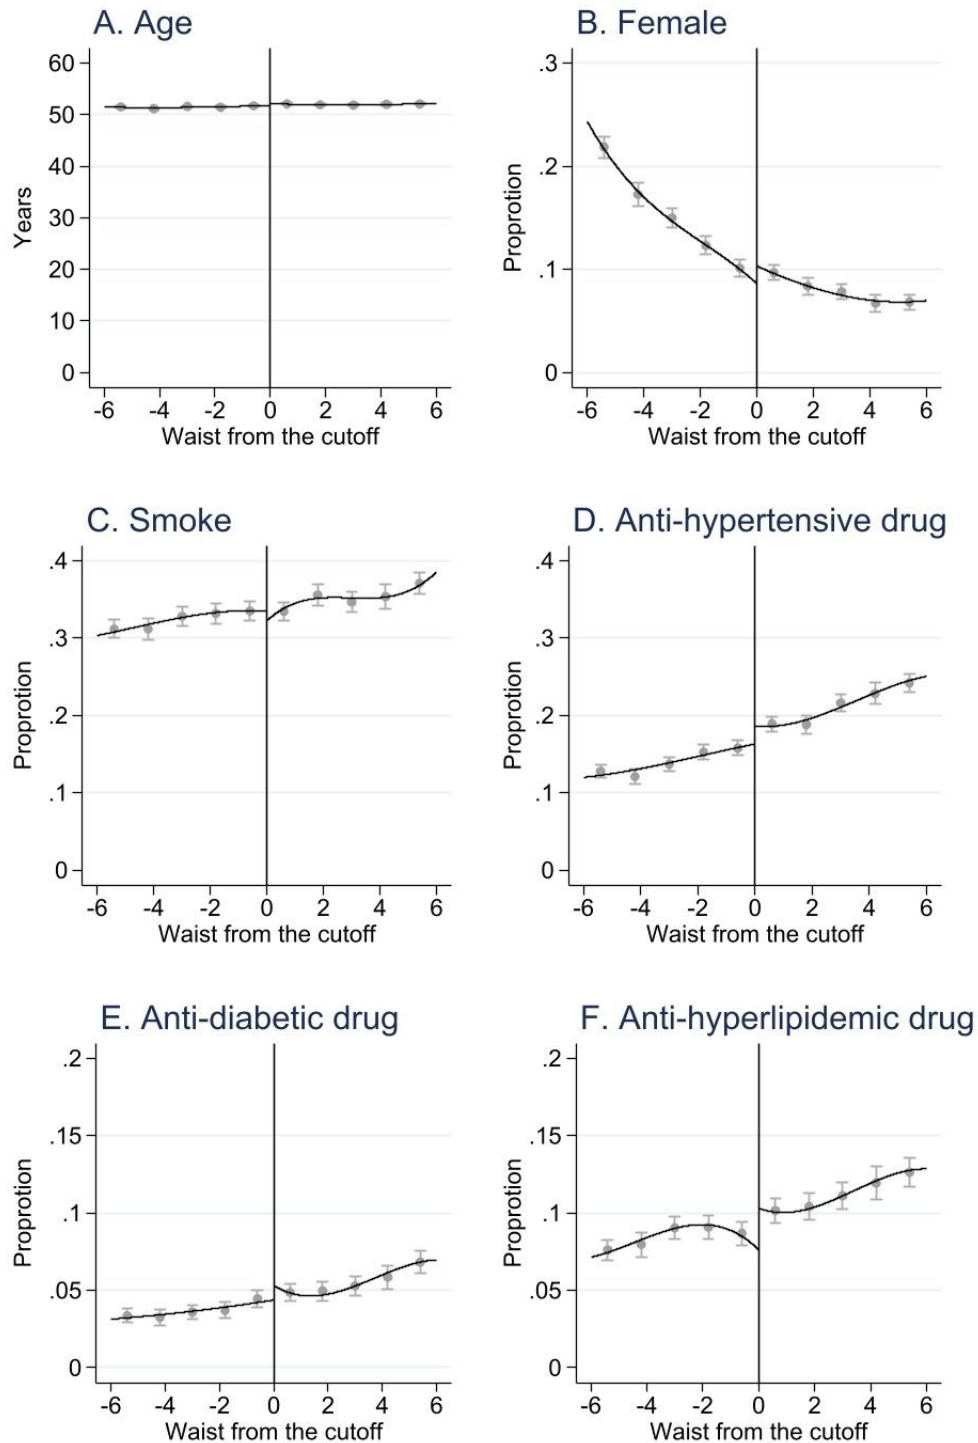 A. Age
60
50
40
30
20
10
0
Years
-6 -4 -2 0 2 4 6
Waist from the cutoff
B. Female
.3
.2
.1
0
Proprotion
-6 -4 -2 0 2 4 6
Waist from the cutoff
C. Smoke
.4
.3
.2
.1
0
Proprotion
-6 -4 -2 0 2 4 6
Waist from the cutoff
D. Anti-hypertensive drug
.4
.3
.2
.1
0
Proprotion
-6 -4 -2 0 2 4 6
Waist from the cutoff
E. Anti-diabetic drug
.2
.15
.1
.05
0
Proprotion
-6 -4 -2 0 2 4 6
Waist from the cutoff
F. Anti-hyperlipidemic drug
.2
.15
.1
.05
0
Proprotion
-6 -4 -2 0 2 4 6
Waist from the cutoff